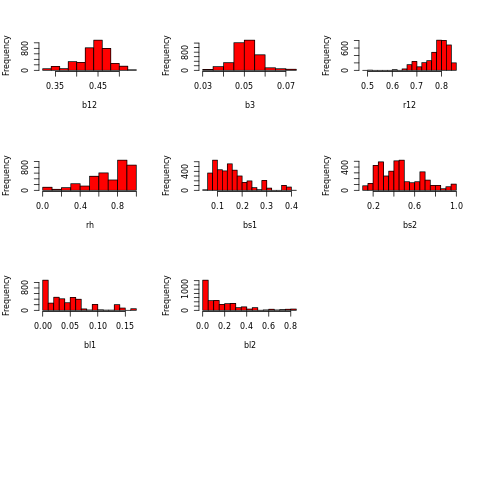 Frequency
0 800
0.35 0.45
b12
Frequency
0 800
0.03 0.05 0.07
b3
Frequency
0 600
0.5 0.6 0.7 0.8
r12
Frequency
0 800
0.0 0.4 0.8
rh
Frequency
0 400
0.1 0.2 0.3 0.4
bs1
Frequency
0 400
0.2 0.6 1.0
bs2
Frequency
0 800
0.00 0.05 0.10 0.15
bl1
Frequency
0 1000
0.0 0.2 0.4 0.6 0.8
bl2